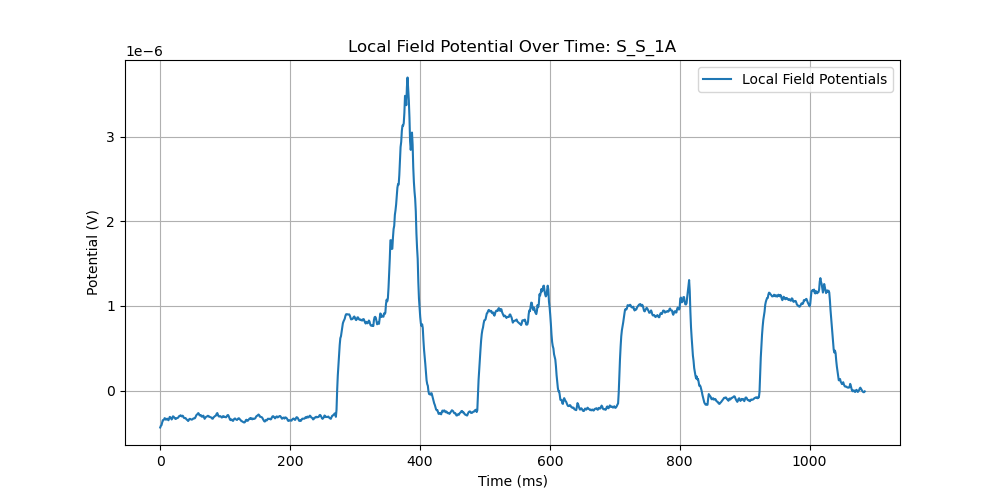 Local Field Potential Over Time: S_S_1A
1e−6
Local Field Potentials
Potential (V)
3
2
1
0
0 200 400 600 800 1000
Time (ms)